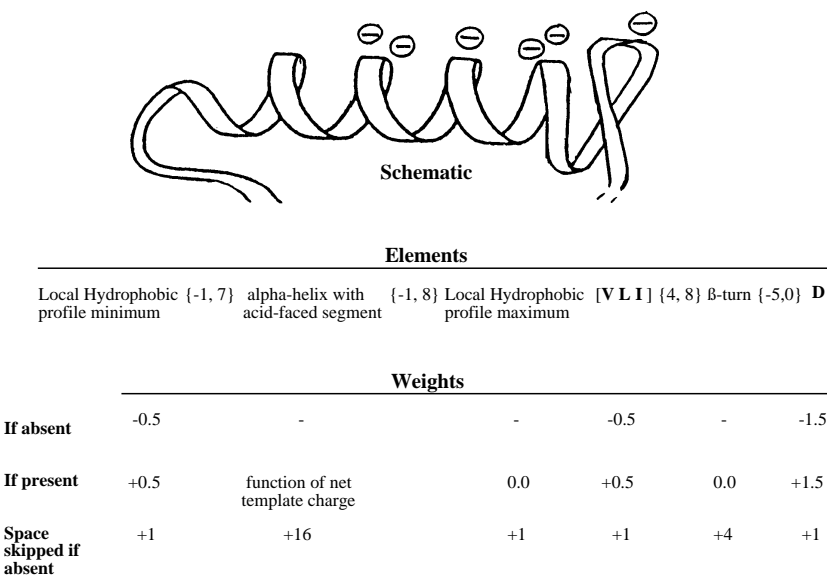 − − − − − −
Schematic
Elements
Local Hydrophobic {-1, 7} alpha-helix with {-1, 8} Local Hydrophobic [V L I ] {4, 8} ß-turn {-5,0} D
profile minimum acid-faced segment profile maximum
Weights
If absent -0.5 - - -0.5 - -1.5
If present +0.5 function of net 0.0 +0.5 0.0 +1.5
template charge
Space +1 +16 +1 +1 +4 +1
skipped if
absent